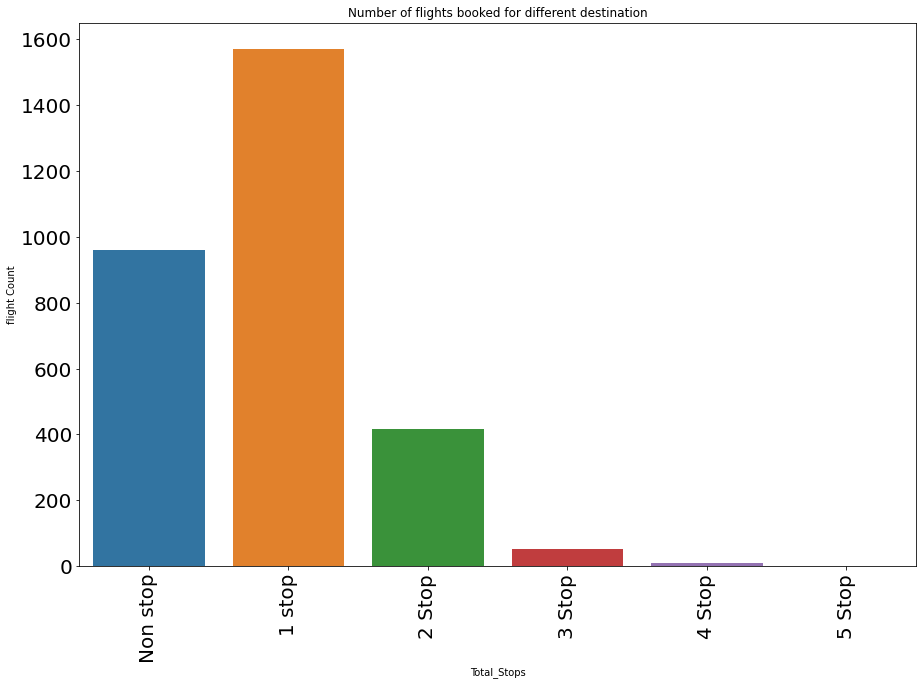 Number of flights booked for different destination
1600
1400
1200
1000
800
600
400
200
0
flight Count
Non stop
1 stop
2 Stop
3 Stop
4 Stop
5 Stop
Total_Stops